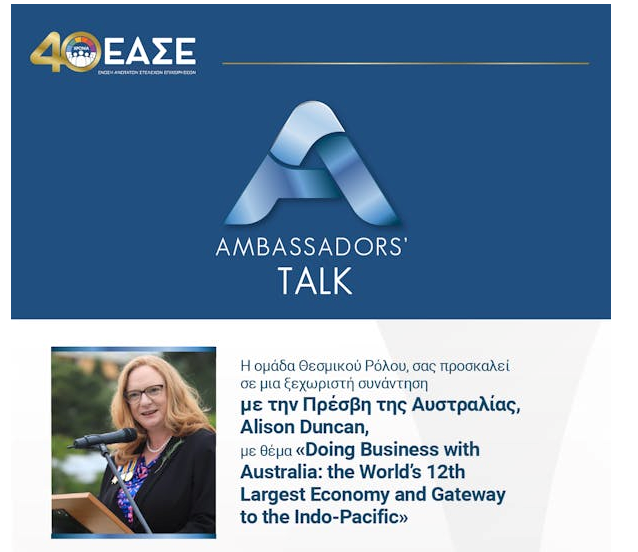 40 ΧΡΟΝΙΑ ΕΑΣΕ
ΕΝΩΣΗ ΑΝΩΤΑΤΩΝ ΣΤΕΛΕΧΩΝ ΕΠΙΧΕΙΡΗΣΕΩΝ
AMBASSADORS'
TALK
Η ομάδα Θεσμικού Ρόλου, σας προσκαλεί
σε μια ξεχωριστή συνάντηση
με την Πρέσβη της Αυστραλίας,
Alison Duncan,
με θέμα «Doing Business with
Australia: the World's 12th
Largest Economy and Gateway
to the Indo-Pacific»